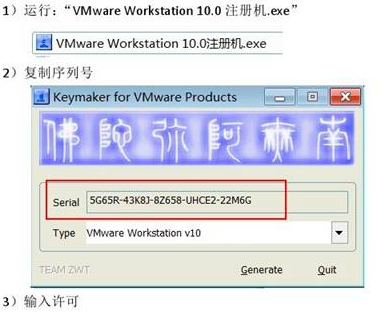 1）运行：“VMware Workstation 10.0 注册机.exe”
VMware Workstation 10.0注册机.exe
2）复制序列号
Keymaker for VMware Products
佛陀弥阿無南
Serial 5G65R-43K8J-8Z658-UHCE2-22M6G
Type VMware Workstation v10
TEAM ZWT Generate Quit
3）输入许可